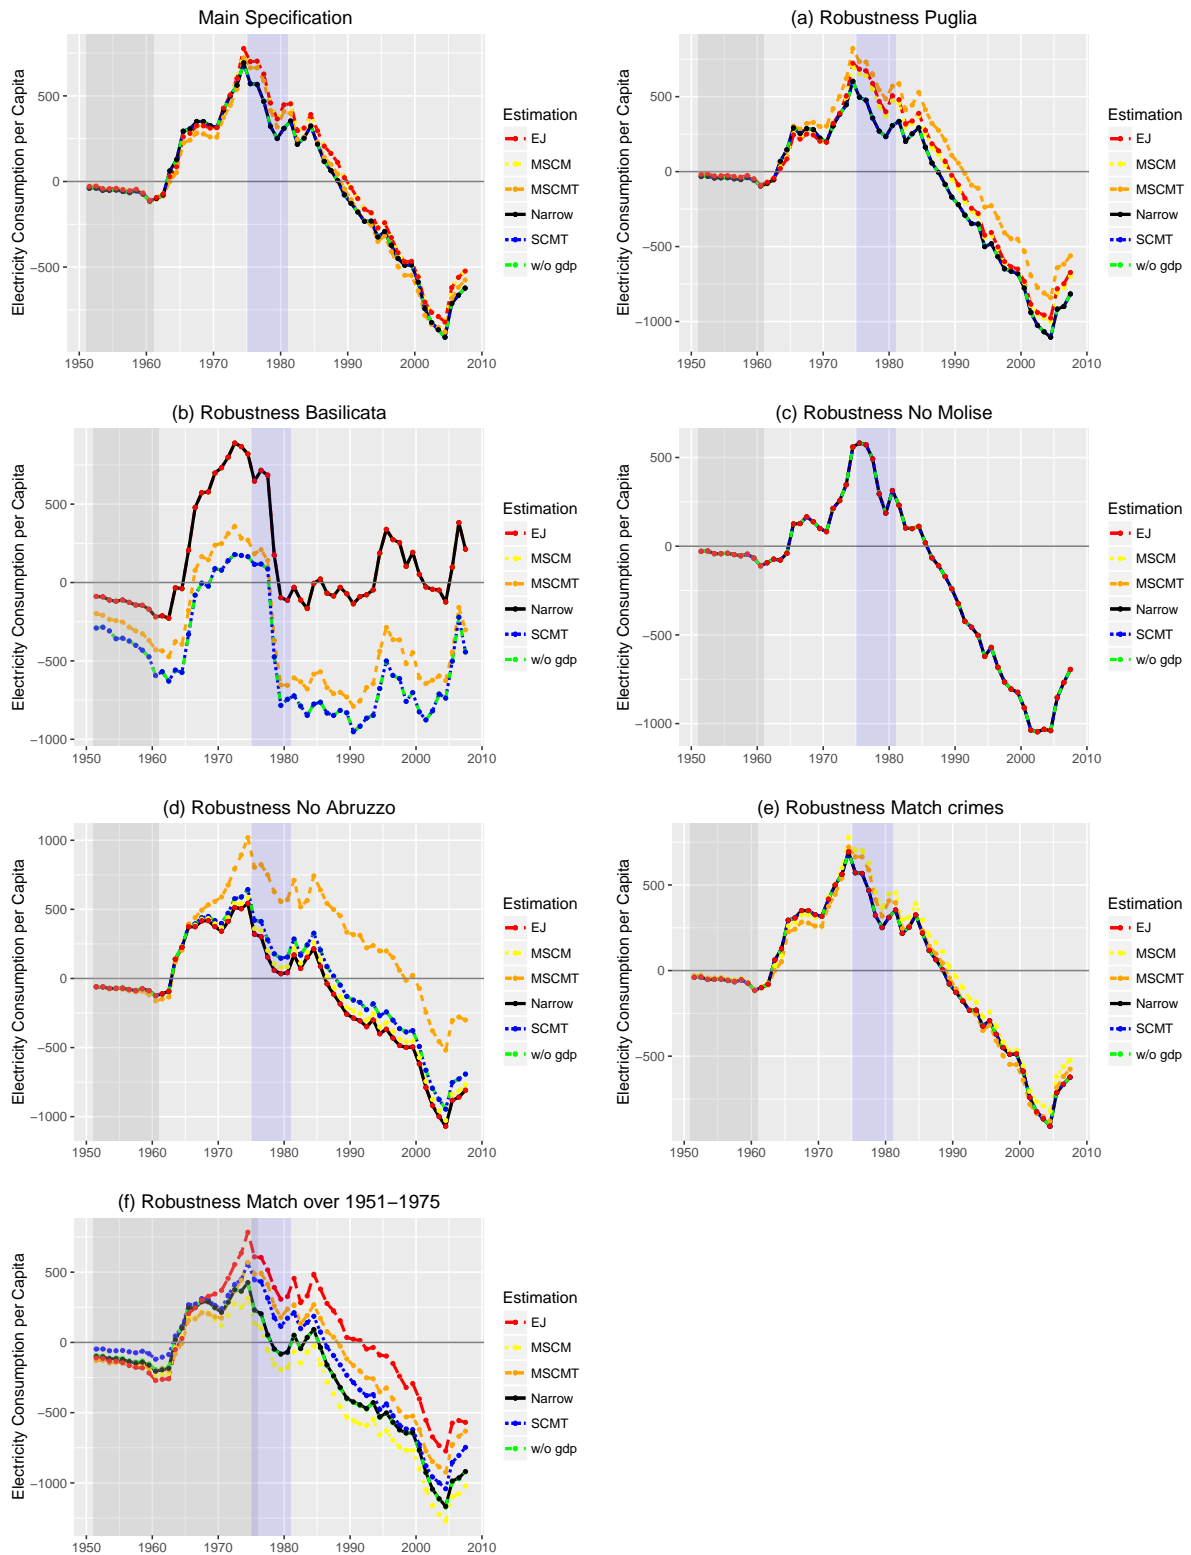 Main Specification
Electricity Consumption per Capita
500
0
−500
1950 1960 1970 1980 1990 2000 2010
Estimation
EJ
MSCM
MSCMT
Narrow
SCMT
w/o gdp
(a) Robustness Puglia
Electricity Consumption per Capita
500
0
−500
−1000
1950 1960 1970 1980 1990 2000 2010
Estimation
EJ
MSCM
MSCMT
Narrow
SCMT
w/o gdp
(b) Robustness Basilicata
Electricity Consumption per Capita
500
0
−500
−1000
1950 1960 1970 1980 1990 2000 2010
Estimation
EJ
MSCM
MSCMT
Narrow
SCMT
w/o gdp
(c) Robustness No Molise
Electricity Consumption per Capita
500
0
−500
−1000
1950 1960 1970 1980 1990 2000 2010
Estimation
EJ
MSCM
MSCMT
Narrow
SCMT
w/o gdp
(d) Robustness No Abruzzo
Electricity Consumption per Capita
1000
500
0
−500
−1000
1950 1960 1970 1980 1990 2000 2010
Estimation
EJ
MSCM
MSCMT
Narrow
SCMT
w/o gdp
(e) Robustness Match crimes
Electricity Consumption per Capita
500
0
−500
1950 1960 1970 1980 1990 2000 2010
Estimation
EJ
MSCM
MSCMT
Narrow
SCMT
w/o gdp
(f) Robustness Match over 1951−1975
Electricity Consumption per Capita
500
0
−500
−1000
1950 1960 1970 1980 1990 2000 2010
Estimation
EJ
MSCM
MSCMT
Narrow
SCMT
w/o gdp